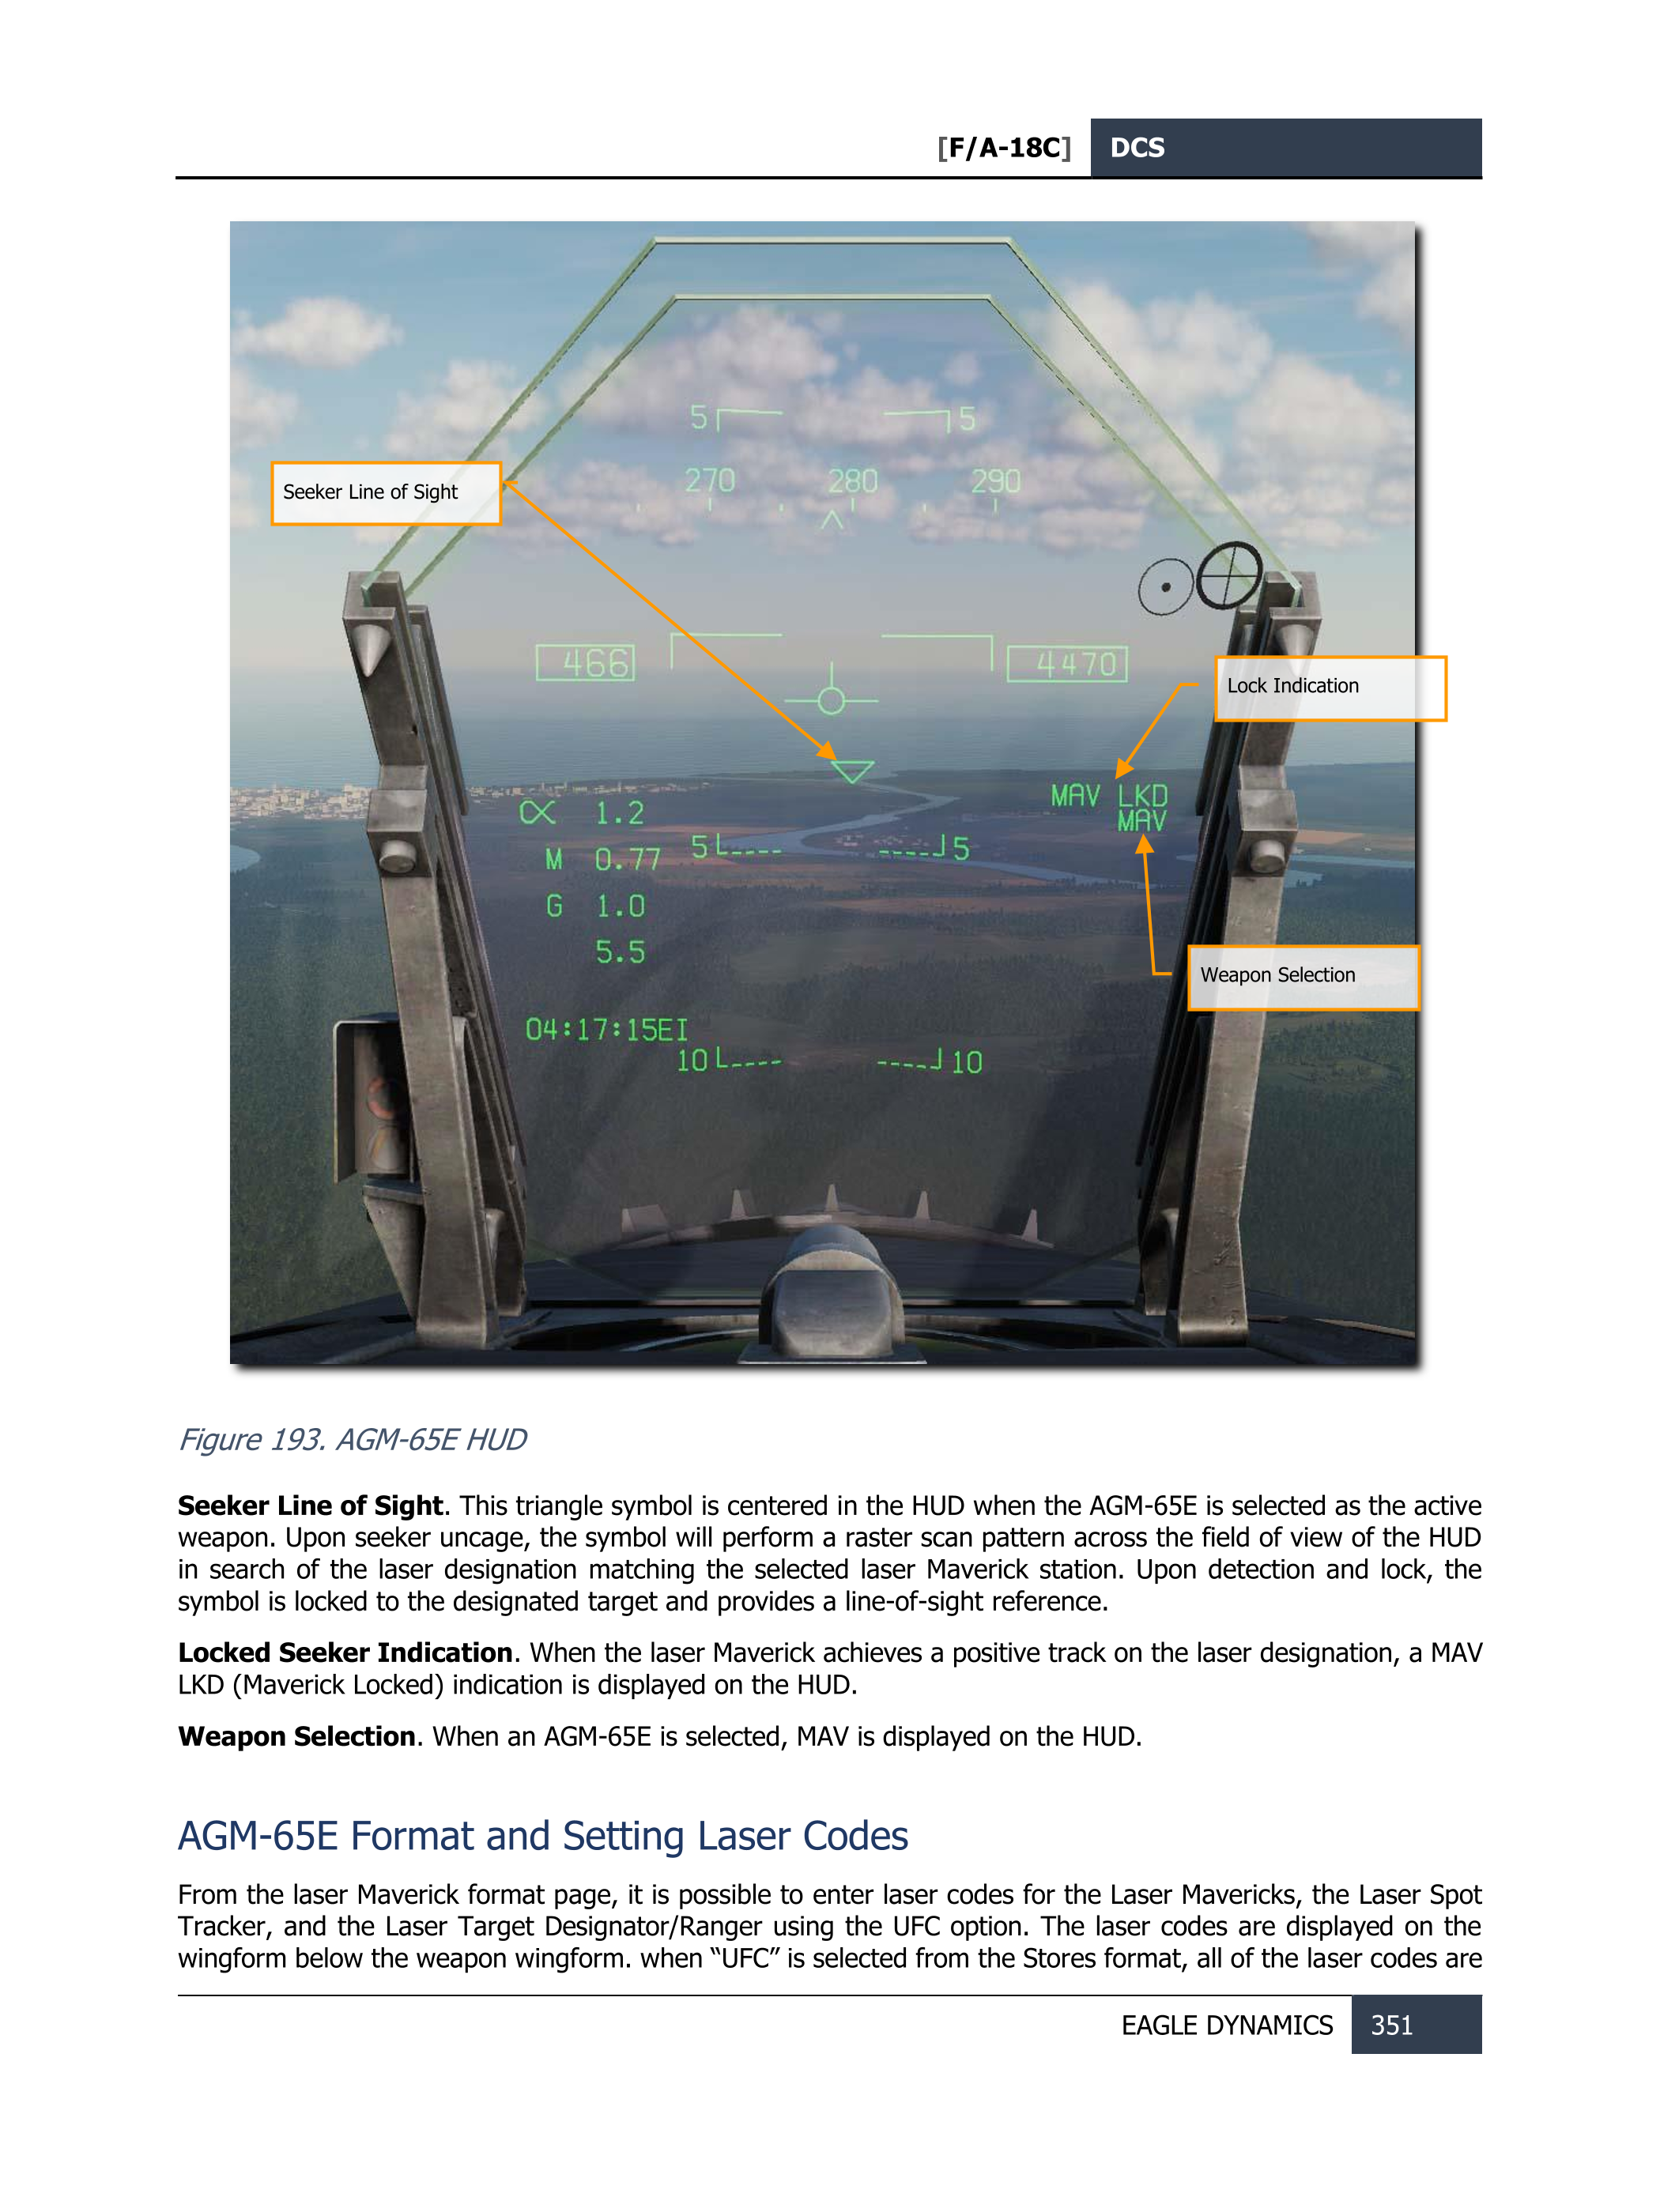 [F/A-18C] DCS
5 5
270 280 290
Seeker Line of Sight
466 4470
Lock Indication
MAV LKD
MAV
α 1.2
M 0.77
5 5
G 1.0
5.5
Weapon Selection
04:17:15EI
10 10
Figure 193. AGM-65E HUD
Seeker Line of Sight. This triangle symbol is centered in the HUD when the AGM-65E is selected as the active
weapon. Upon seeker uncage, the symbol will perform a raster scan pattern across the field of view of the HUD
in search of the laser designation matching the selected laser Maverick station. Upon detection and lock, the
symbol is locked to the designated target and provides a line-of-sight reference.
Locked Seeker Indication. When the laser Maverick achieves a positive track on the laser designation, a MAV
LKD (Maverick Locked) indication is displayed on the HUD.
Weapon Selection. When an AGM-65E is selected, MAV is displayed on the HUD.
AGM-65E Format and Setting Laser Codes
From the laser Maverick format page, it is possible to enter laser codes for the Laser Mavericks, the Laser Spot
Tracker, and the Laser Target Designator/Ranger using the UFC option. The laser codes are displayed on the
wingform below the weapon wingform. when “UFC” is selected from the Stores format, all of the laser codes are
EAGLE DYNAMICS 351